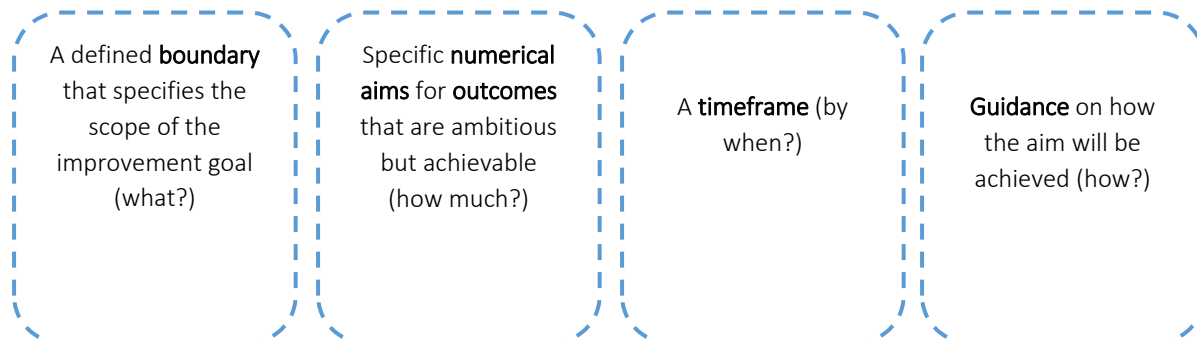 A defined boundary
that specifies the
scope of the
improvement goal
(what?)
Specific numerical
aims for outcomes
that are ambitious
but achievable
(how much?)
A timeframe (by
when?)
Guidance on how
the aim will be
achieved (how?)